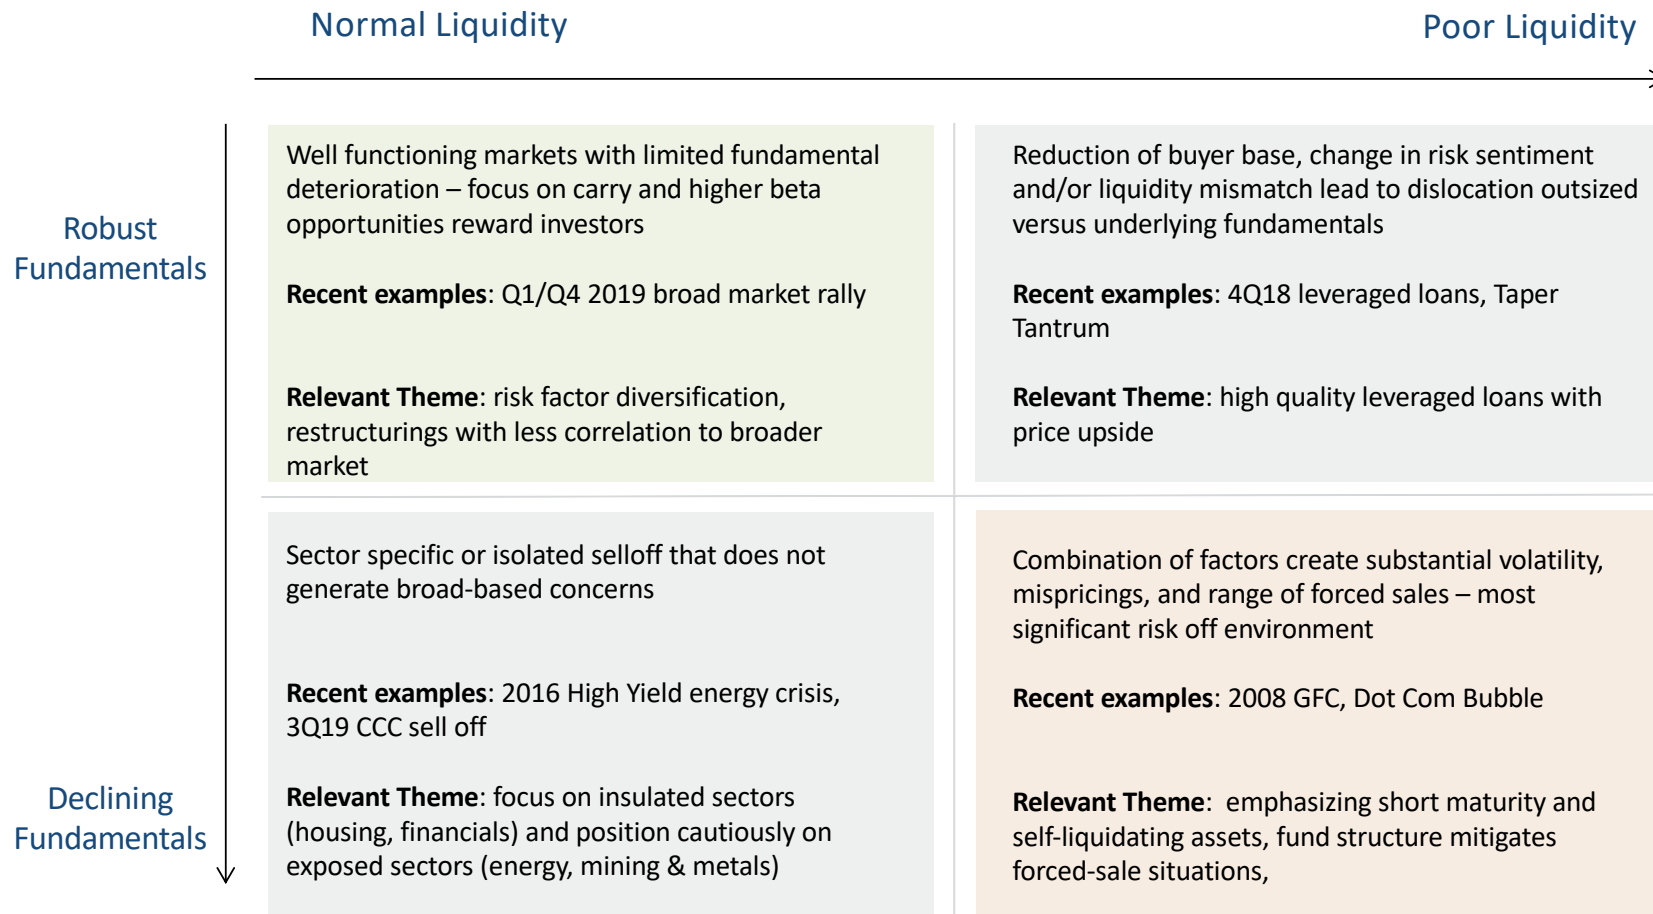 Normal Liquidity
Poor Liquidity
Robust
Fundamentals
Well functioning markets with limited fundamental
deterioration – focus on carry and higher beta
opportunities reward investors
Recent examples: Q1/Q4 2019 broad market rally
Relevant Theme: risk factor diversification,
restructurings with less correlation to broader
market
Reduction of buyer base, change in risk sentiment
and/or liquidity mismatch lead to dislocation outsized
versus underlying fundamentals
Recent examples: 4Q18 leveraged loans, Taper
Tantrum
Relevant Theme: high quality leveraged loans with
price upside
Declining
Fundamentals
Sector specific or isolated selloff that does not
generate broad-based concerns
Recent examples: 2016 High Yield energy crisis,
3Q19 CCC sell off
Relevant Theme: focus on insulated sectors
(housing, financials) and position cautiously on
exposed sectors (energy, mining & metals)
Combination of factors create substantial volatility,
mispricings, and range of forced sales – most
significant risk off environment
Recent examples: 2008 GFC, Dot Com Bubble
Relevant Theme:  emphasizing short maturity and
self-liquidating assets, fund structure mitigates
forced-sale situations,